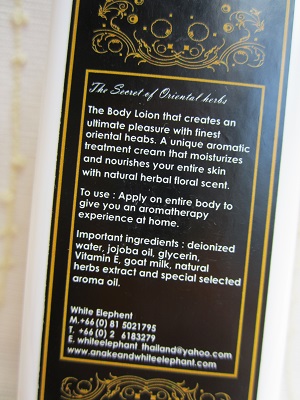 The Secret of Oriental herbs
The Body Loion that creates an
ultimate pleasure with finest
oriental heabs. A unique aromatic
treatment cream that moisturizes
and nourishes your entire skin
with natural herbal floral scent.
To use : Apply on entire body to
give you an aromatherapy
experience at home.
Important ingredients : deionized
water, jojoba oil, glycerin,
Vitamin E, goat milk, natural
herbs extract and special selected
aroma oil.
White Elephant
M.+66 (0) 81 5021795
T. +66 (0) 2 6183279
E. whiteelephant_thailand@yahoo.com
www.anakeandwhiteelephant.com